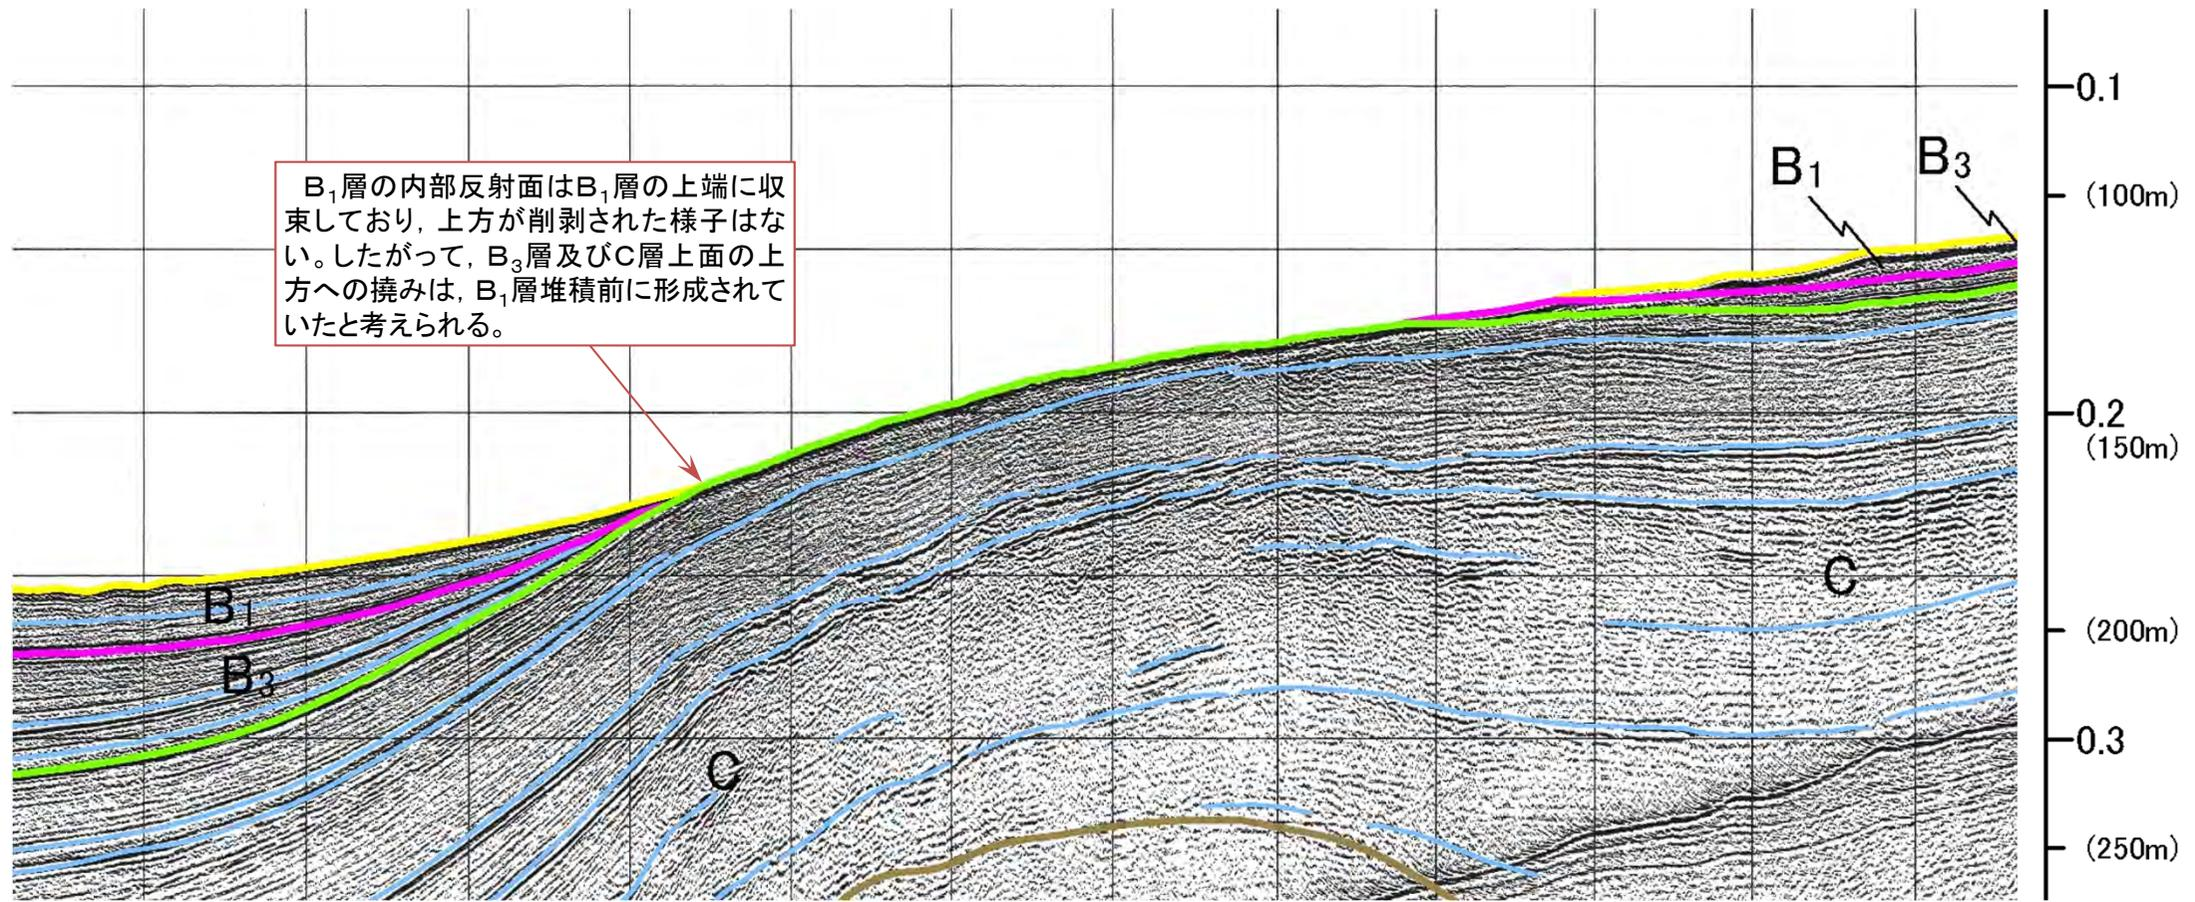 -0.1
B1
B3
(100m)
B1層の内部反射面はB1層の上端に収
束しており，上方が削剥された様子はな
い。したがって，B3層及びC層上面の上
方への撓みは，B1層堆積前に形成されて
いたと考えられる。
-0.2
(150m)
C
B1
(200m)
B3
-0.3
C
(250m)